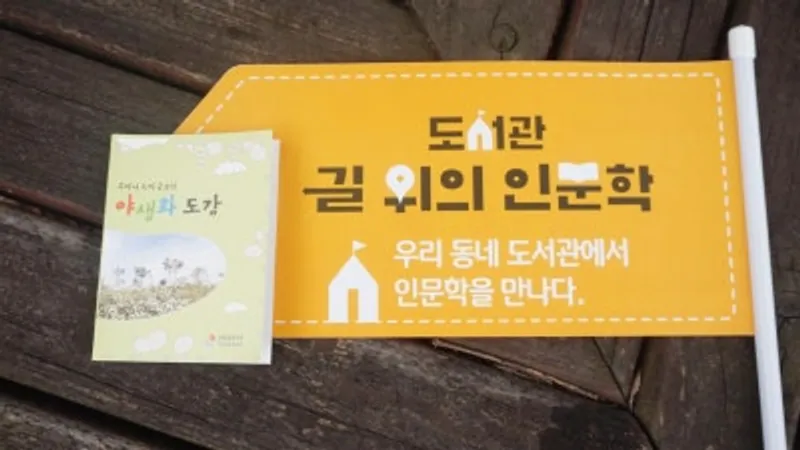 야생화 도감
도서관
길 위의 인문학
우리 동네 도서관에서
인문학을 만나다.